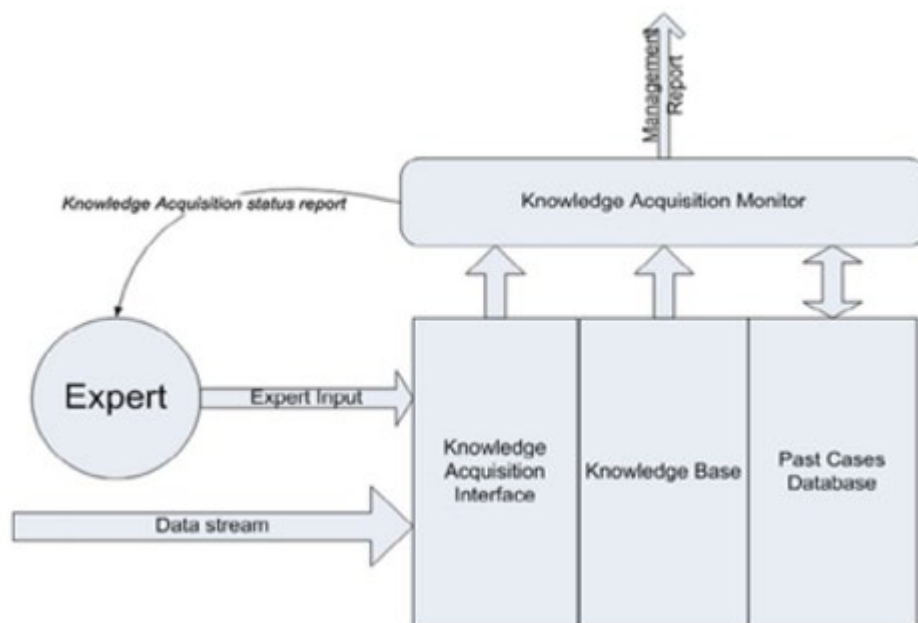 Management
Report
Knowledge Acquisition Monitor
Knowledge Acquisition status report
Expert
Expert Input
Data stream
Knowledge
Acquisition
Interface
Knowledge Base
Past Cases
Database